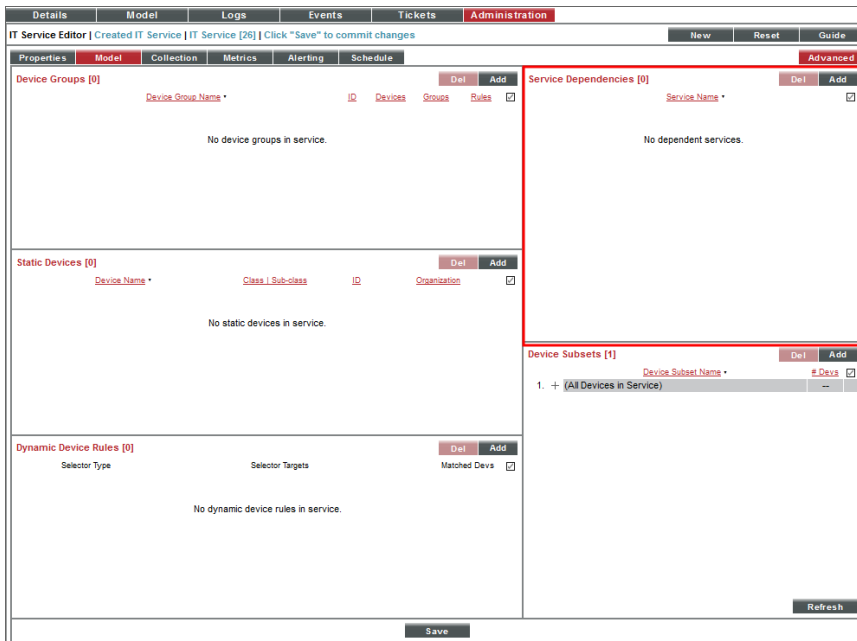 Details Model Logs Events Tickets Administration
IT Service Editor | Created IT Service | IT Service [26] | Click "Save" to commit changes New Reset Guide
Properties Model Collection Metrics Alerting Schedule Advanced
Device Groups [0] Del Add
Device Group Name • ID Devices Groups Rules
No device groups in service.
Service Dependencies [0] Del Add
Service Name •
No dependent services.
Static Devices [0] Del Add
Device Name • Class | Sub-class ID Organization
No static devices in service.
Device Subsets [1] Del Add
Device Subset Name • # Devs
1. + (All Devices in Service) --
Dynamic Device Rules [0] Del Add
Selector Type Selector Targets Matched Devs
No dynamic device rules in service.
Refresh
Save